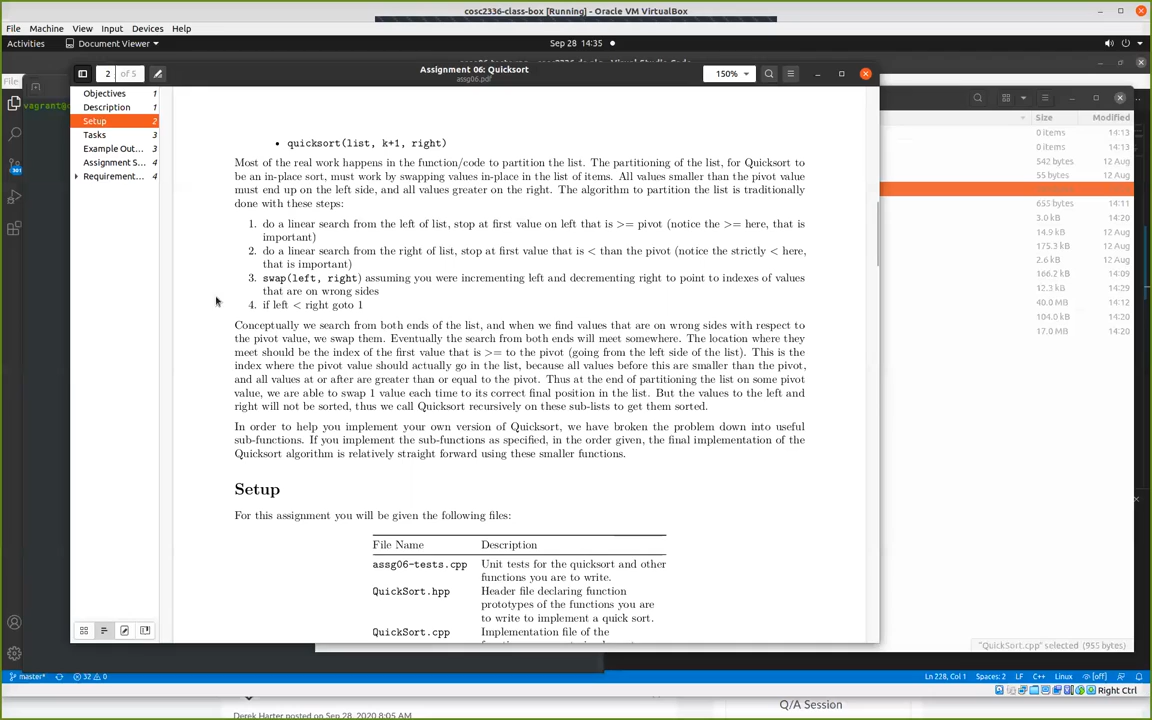 cosc2336-class-box [Running] - Oracle VM VirtualBox
File Machine View Input Devices Help
Activities Document Viewer Sep 28 14:35
2 of 5 Assignment 06: Quicksort 150%
assg06.pdf
File
vagrant@
Objectives 1
Description 1
Setup 2
Tasks 3
Example Out... 3
Assignment S... 4
Requirement... 4
• quicksort(list, k+1, right)
Most of the real work happens in the function/code to partition the list. The partitioning of the list, for Quicksort to
be an in-place sort, must work by swapping values in-place in the list of items. All values smaller than the pivot value
must end up on the left side, and all values greater on the right. The algorithm to partition the list is traditionally
done with these steps:
1. do a linear search from the left of list, stop at first value on left that is >= pivot (notice the >= here, that is
important)
2. do a linear search from the right of list, stop at first value that is < than the pivot (notice the strictly < here,
that is important)
3. swap(left, right) assuming you were incrementing left and decrementing right to point to indexes of values
that are on wrong sides
4. if left < right goto 1
Conceptually we search from both ends of the list, and when we find values that are on wrong sides with respect to
the pivot value, we swap them. Eventually the search from both ends will meet somewhere. The location where they
meet should be the index of the first value that is >= to the pivot (going from the left side of the list). This is the
index where the pivot value should actually go in the list, because all values before this are smaller than the pivot,
and all values at or after are greater than or equal to the pivot. Thus at the end of partitioning the list on some pivot
value, we are able to swap 1 value each time to its correct final position in the list. But the values to the left and
right will not be sorted, thus we call Quicksort recursively on these sub-lists to get them sorted.
In order to help you implement your own version of Quicksort, we have broken the problem down into useful
sub-functions. If you implement the sub-functions as specified, in the order given, the final implementation of the
Quicksort algorithm is relatively straight forward using these smaller functions.
Setup
For this assignment you will be given the following files:
File Name Description
assg06-tests.cpp Unit tests for the quicksort and other
functions you are to write.
QuickSort.hpp Header file declaring function
prototypes of the functions you are
to write to implement a quick sort.
QuickSort.cpp Implementation file of the
Size Modified
0 items 14:13
0 items 14:13
542 bytes 12 Aug
55 bytes 12 Aug
655 bytes 14:11
3.0 kB 14:20
14.9 kB 12 Aug
175.3 kB 12 Aug
2.6 kB 12 Aug
166.2 kB 14:09
12.3 kB 14:29
40.0 MB 14:12
104.0 kB 14:20
17.0 MB 14:20
"QuickSort.cpp" selected (955 bytes)
master* 32 0 Ln 228, Col 1 Spaces: 2 LF C++ Linux [off]
Right Ctrl
Q/A Session
Derek Harter posted on Sep 28, 2020 8:05 AM